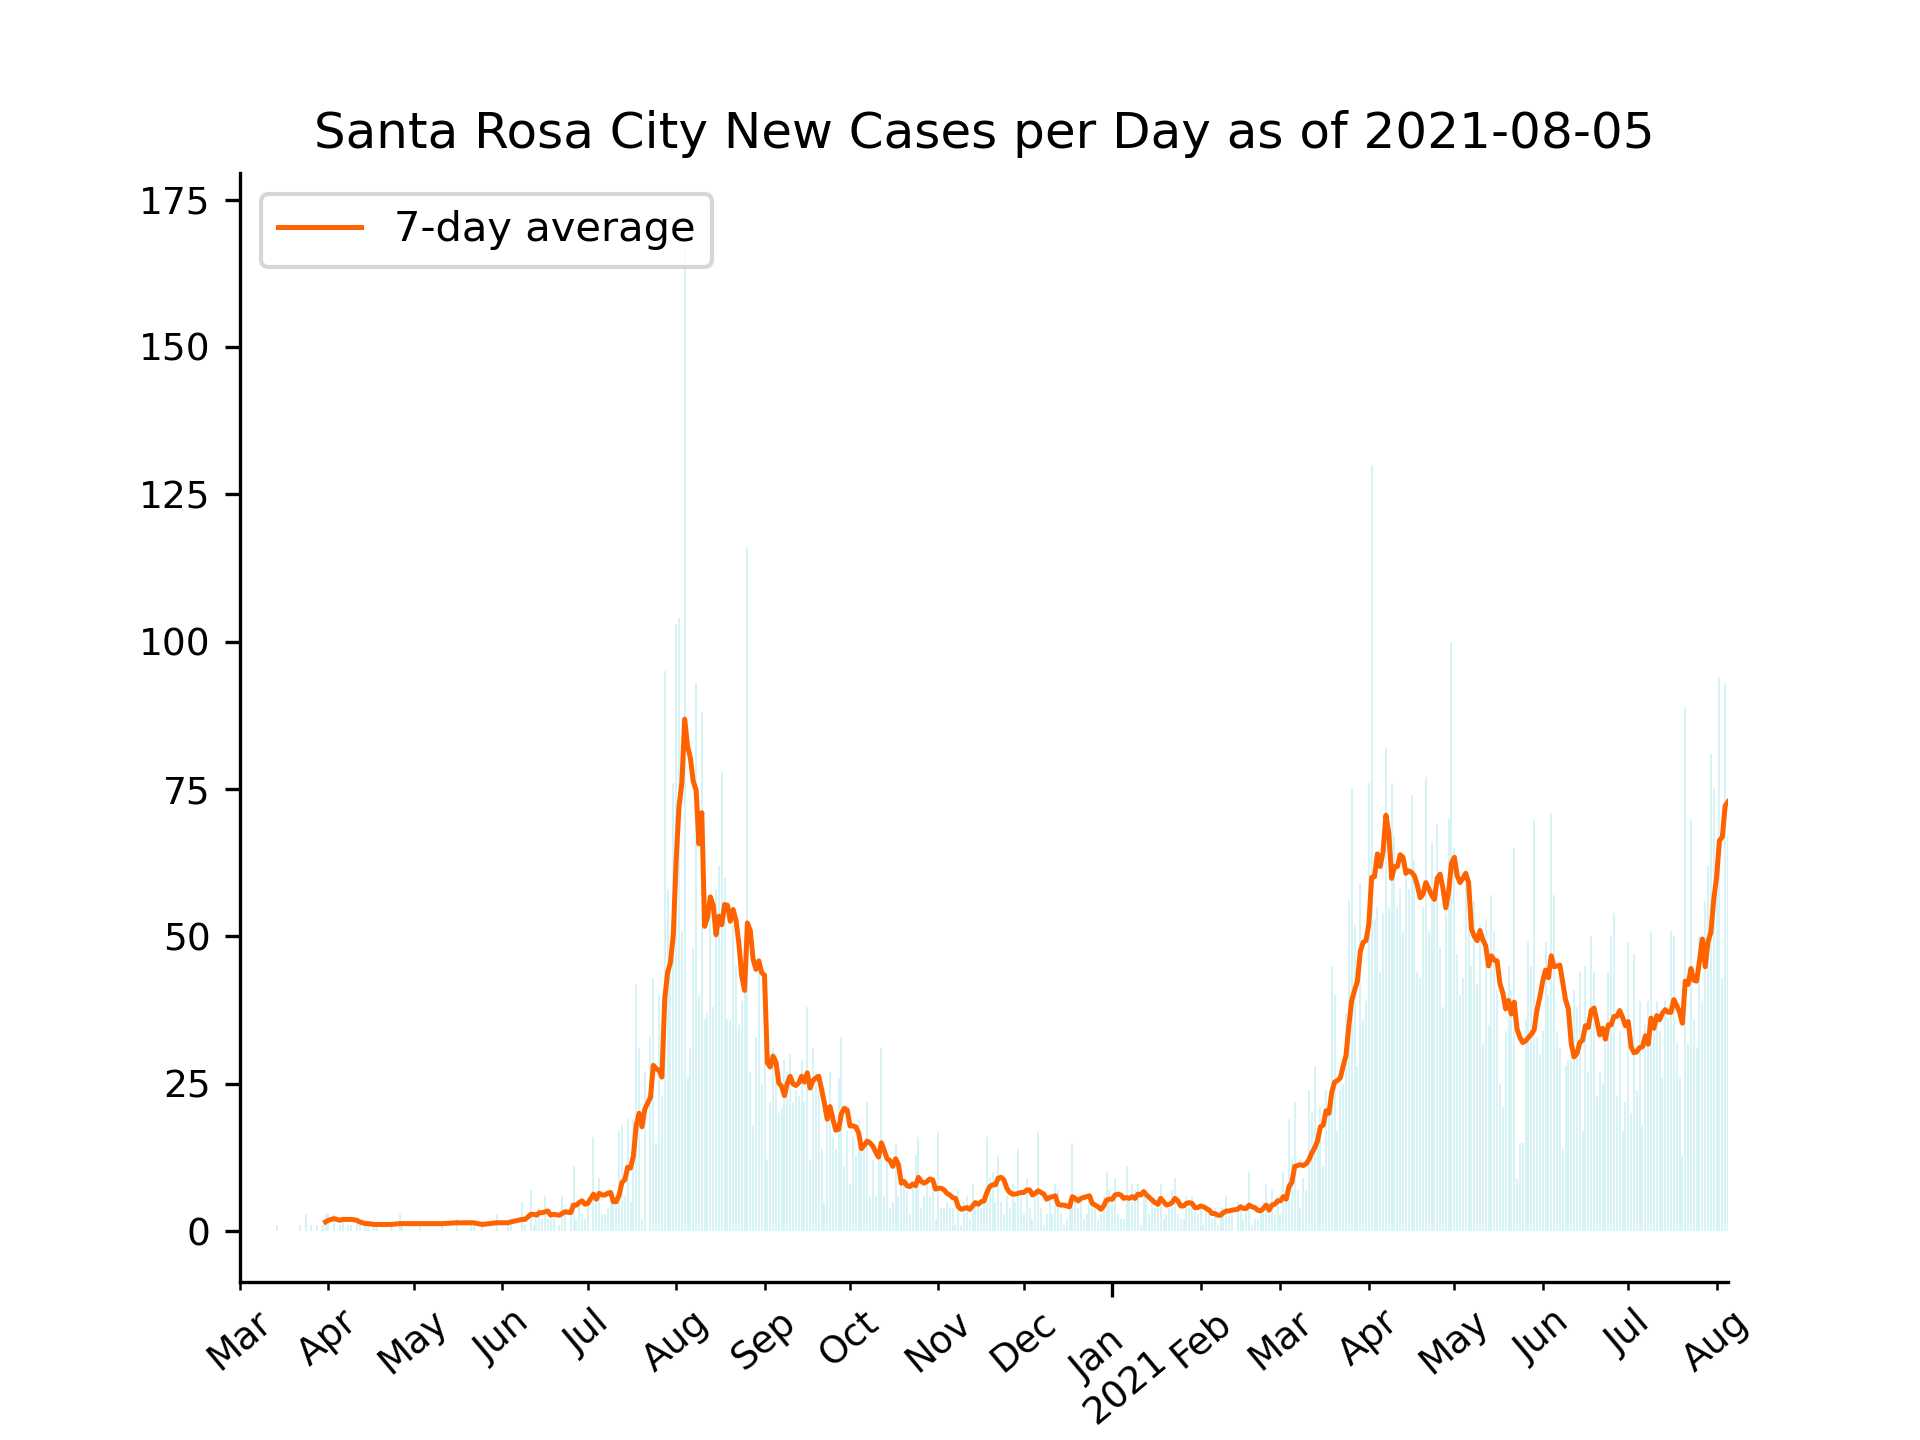 Santa Rosa City New Cases per Day as of 2021-08-05
7-day average
175
150
125
100
75
50
25
0
Mar
Apr
May
Jun
Jul
Aug
Sep
Oct
Nov
Dec
Jan
2021
Feb
Mar
Apr
May
Jun
Jul
Aug